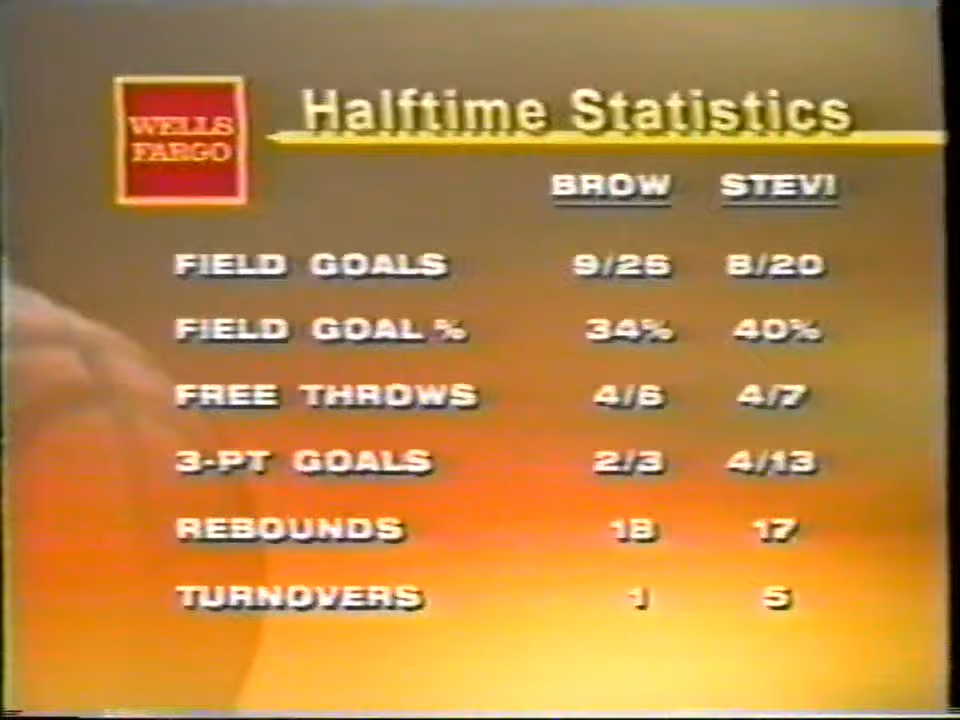 WELLS
FARGO
Halftime Statistics
BROW STEVI
FIELD GOALS 9/26 8/20
FIELD GOAL % 34% 40%
FREE THROWS 4/6 4/7
3-PT GOALS 2/3 4/13
REBOUNDS 18 17
TURNOVERS 1 5